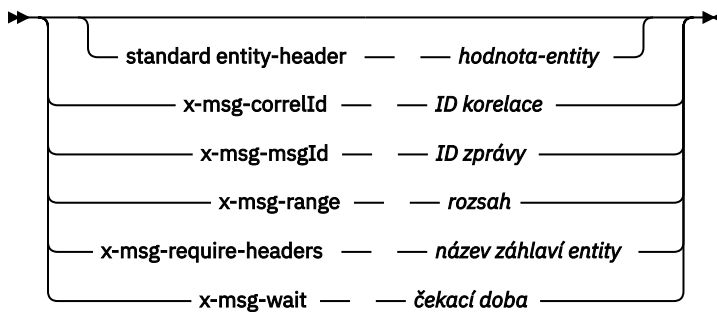 standard entity-header — hodnota-entity
x-msg-correlId — ID korelace
x-msg-msgId — ID zprávy
x-msg-range — rozsah
x-msg-require-headers — název záhlaví entity
x-msg-wait — čekací doba